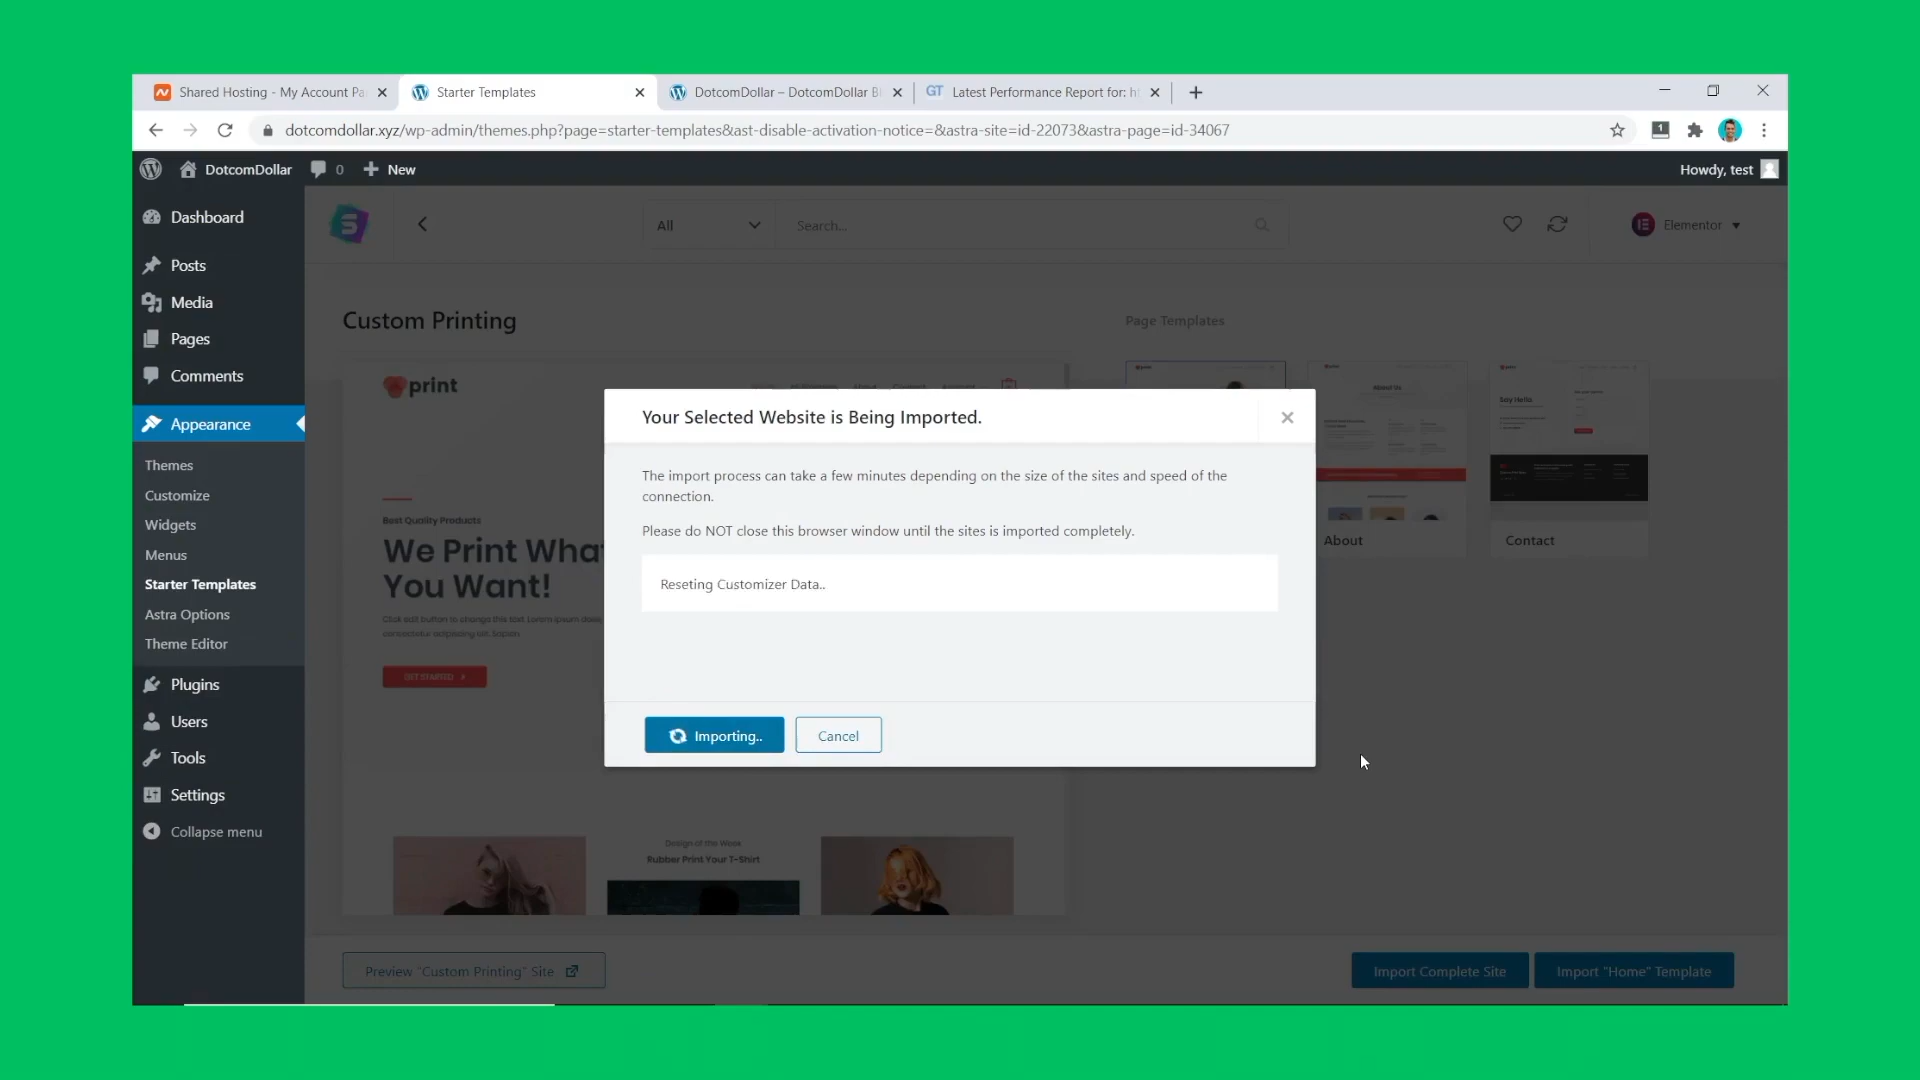 Shared Hosting - My Account Pa
Starter Templates
DotcomDollar – DotcomDollar B
GT Latest Performance Report for: h
dotcomdollar.xyz/wp-admin/themes.php?page=starter-templates&ast-disable-activation-notice=&astra-site=id-22073&astra-page=id-34067
1
DotcomDollar
0
New
Howdy, test
Dashboard
Posts
Media
Pages
Comments
Appearance
Themes
Customize
Widgets
Menus
Starter Templates
Astra Options
Theme Editor
Plugins
Users
Tools
Settings
Collapse menu
All
Search...
Elementor
Custom Printing
Page Templates
print
Best Quality Products
We Print What
You Want!
Click edit button to change this text. Lorem ipsum dolo
consectetur adipiscing elit. Sapien
GET STARTED
Your Selected Website is Being Imported.
The import process can take a few minutes depending on the size of the sites and speed of the
connection.
Please do NOT close this browser window until the sites is imported completely.
Reseting Customizer Data..
Importing..
Cancel
About Us
Say Hello
About
Contact
Design of the Week
Rubber Print Your T-Shirt
Preview "Custom Printing" Site
Import Complete Site
Import "Home" Template